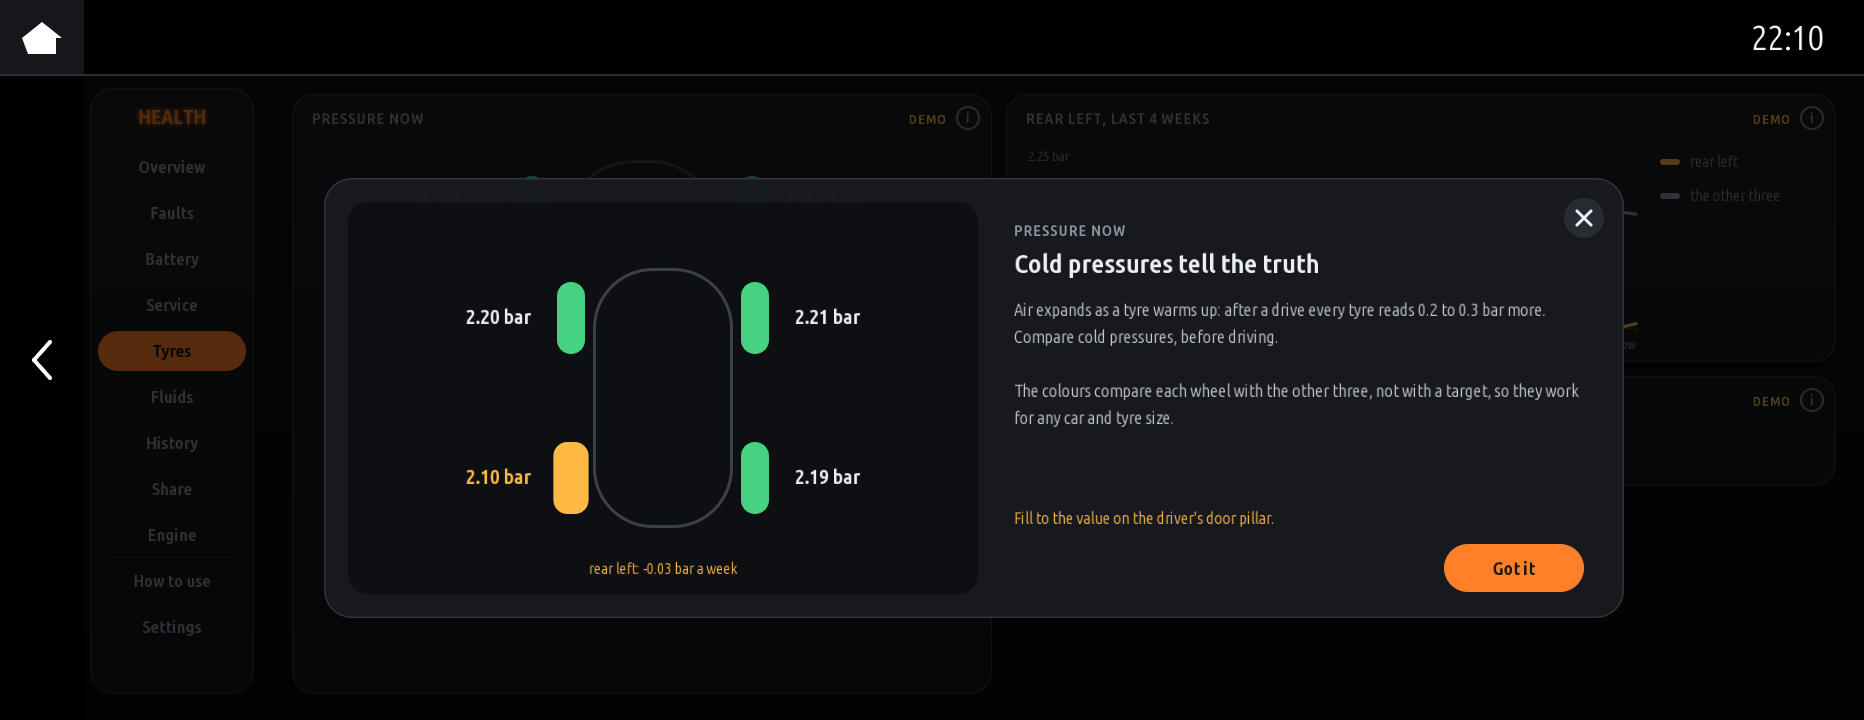 22:10
HEALTH
Overview
Faults
Battery
Service
Tyres
Fluids
History
Share
Engine
How to use
Settings
PRESSURE NOW
DEMO
i
REAR LEFT, LAST 4 WEEKS
DEMO
i
2.25 bar
rear left
the other three
DEMO
i
2.20 bar
2.21 bar
2.10 bar
2.19 bar
rear left: -0.03 bar a week
PRESSURE NOW
Cold pressures tell the truth
Air expands as a tyre warms up: after a drive every tyre reads 0.2 to 0.3 bar more.
Compare cold pressures, before driving.
The colours compare each wheel with the other three, not with a target, so they work
for any car and tyre size.
Fill to the value on the driver's door pillar.
Got it